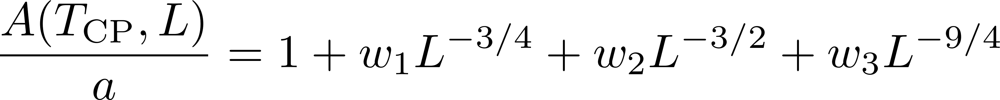 \frac{A(T_{\mathrm{CP}}, L)}{a} = 1 + w_1 L^{-3/4} + w_2 L^{-3/2} + w_3 L^{-9/4}